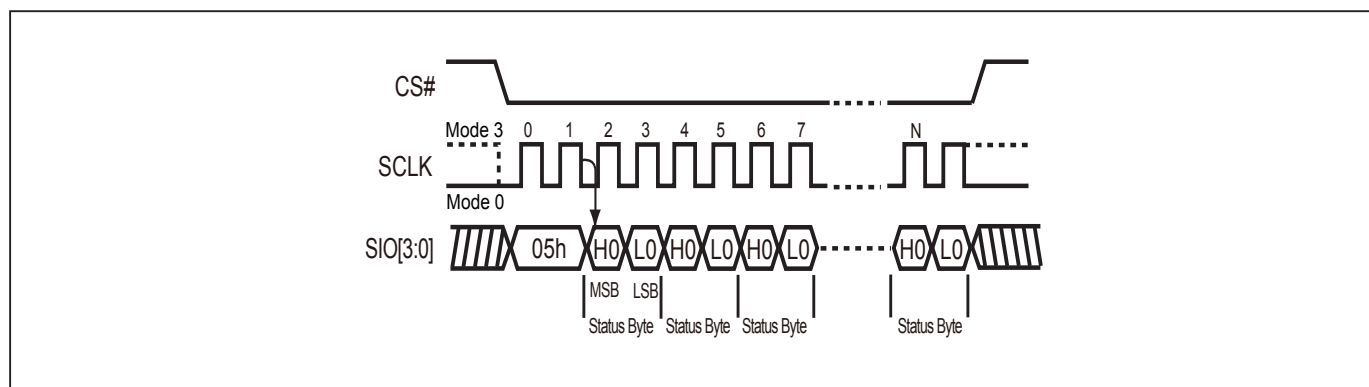 CS#
Mode 3 0 1 2 3 4 5 6 7 N
SCLK
Mode 0
SIO[3:0] 05h H0 L0 H0 L0 H0 L0 H0 L0
MSB LSB
Status Byte Status Byte Status Byte Status Byte